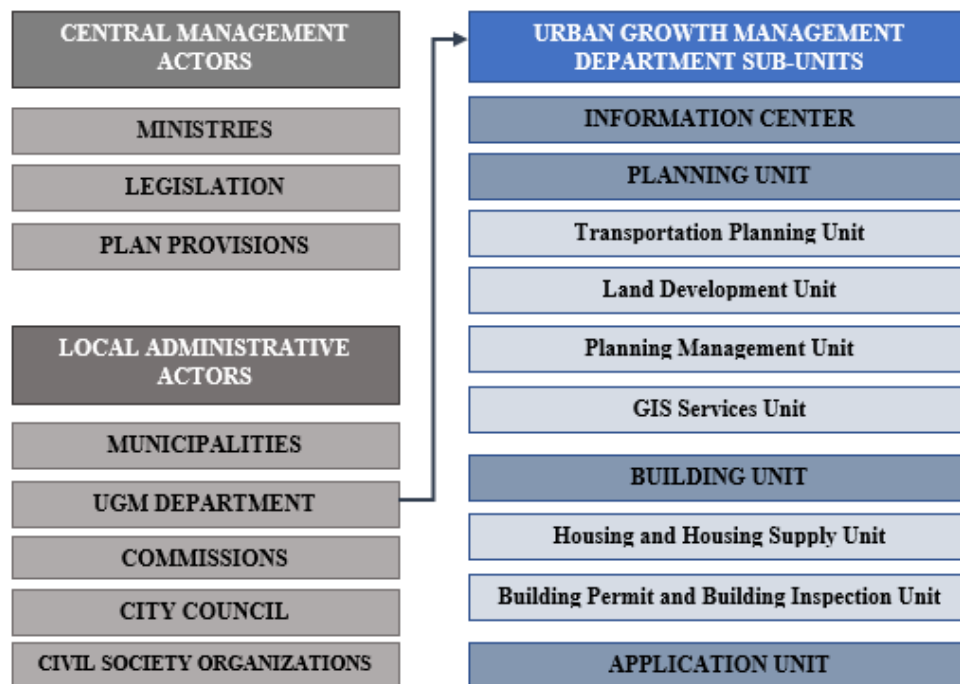 CENTRAL MANAGEMENT
ACTORS
MINISTRIES
LEGISLATION
PLAN PROVISIONS
LOCAL ADMINISTRATIVE
ACTORS
MUNICIPALITIES
UGM DEPARTMENT
COMMISSIONS
CITY COUNCIL
CIVIL SOCIETY ORGANIZATIONS
URBAN GROWTH MANAGEMENT
DEPARTMENT SUB-UNITS
INFORMATION CENTER
PLANNING UNIT
Transportation Planning Unit
Land Development Unit
Planning Management Unit
GIS Services Unit
BUILDING UNIT
Housing and Housing Supply Unit
Building Permit and Building Inspection Unit
APPLICATION UNIT